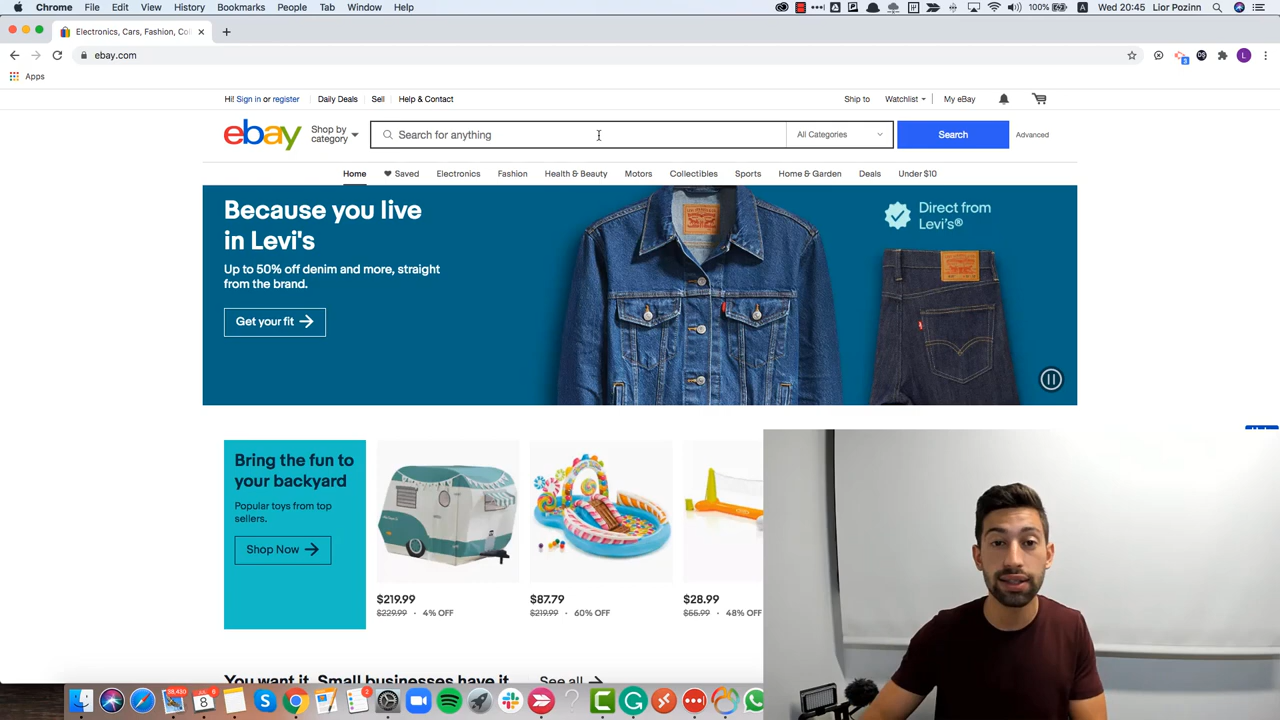 Chrome File Edit View History Bookmarks People Tab Window Help 100% Wed 20:45 Lior Pozinn
Electronics, Cars, Fashion, Co
ebay.com
L
Apps
Hi! Sign in or register Daily Deals Sell Help & Contact Ship to Watchlist My eBay
ebay Shop by category Search for anything All Categories Search Advanced
Home Saved Electronics Fashion Health & Beauty Motors Collectibles Sports Home & Garden Deals Under $10
Because you live
in Levi's
Up to 50% off denim and more, straight
from the brand.
Get your fit
Direct from
Levi's®
Bring the fun to
your backyard
Popular toys from top
sellers.
Shop Now
$219.99 $87.79 $28.99
$229.99 · 4% OFF $219.99 · 60% OFF $55.99 · 48% OFF
You want it. Small businesses have it. See all